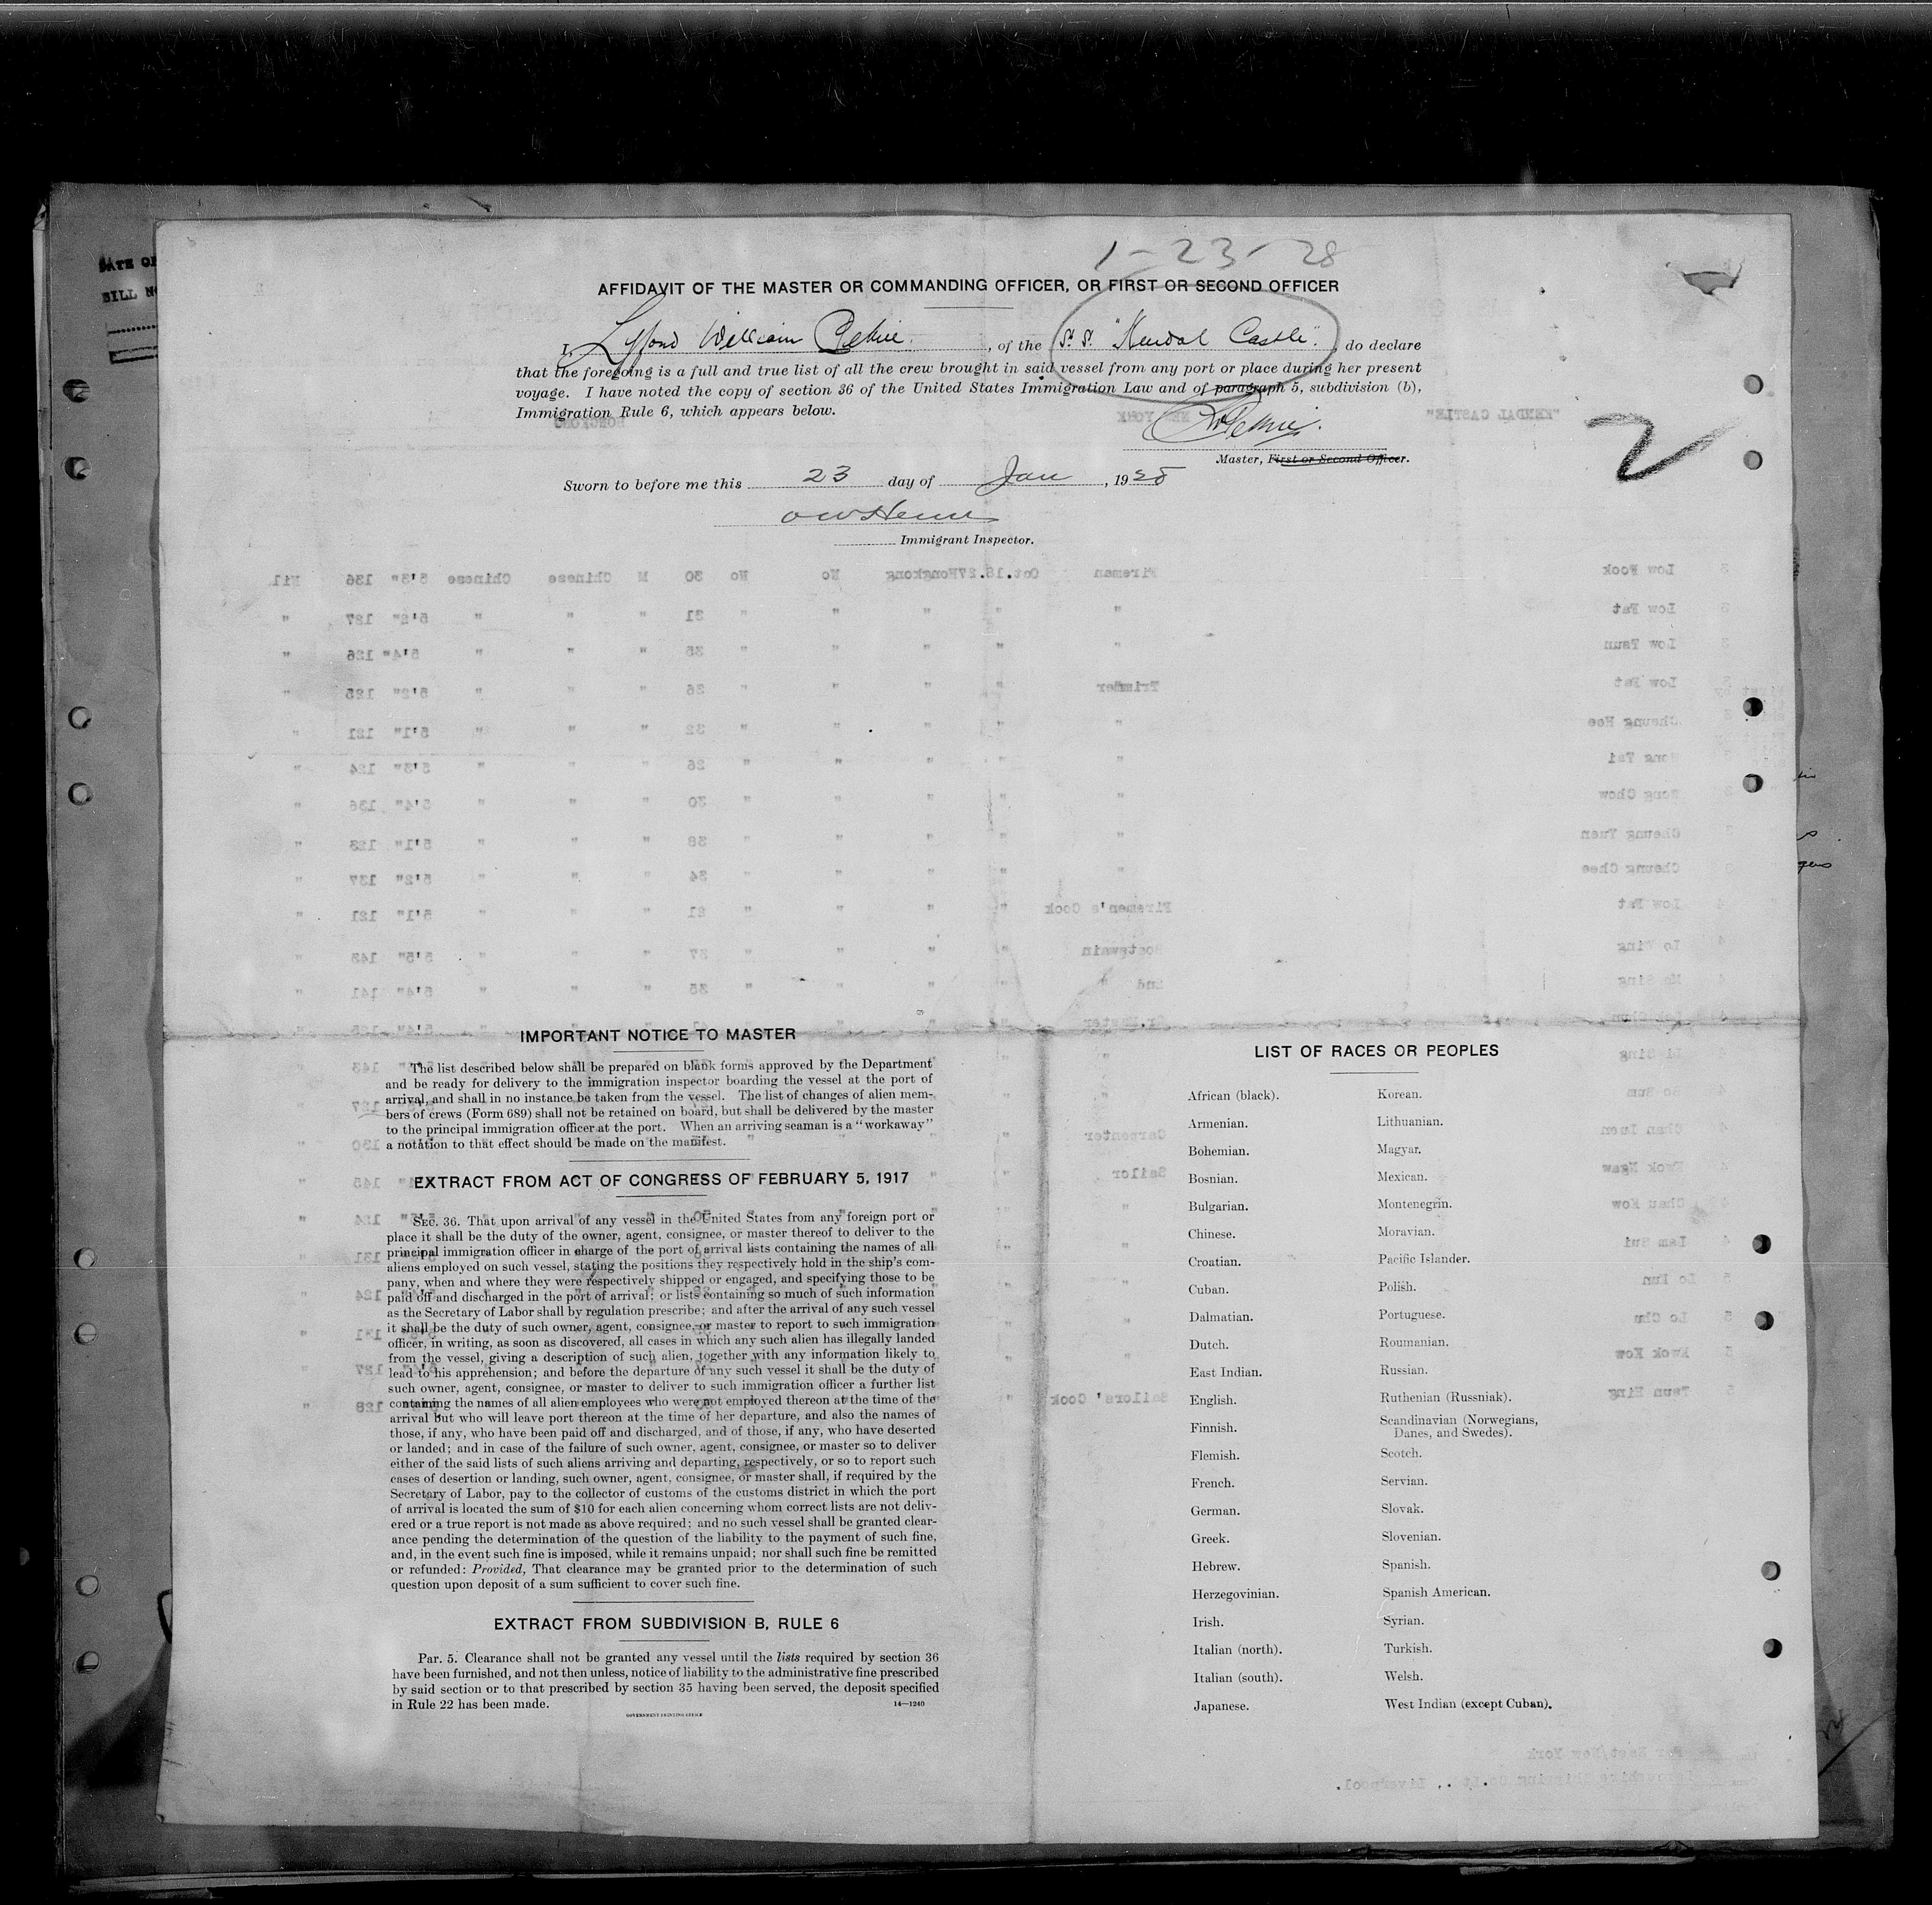 1-23-28
DATE OF
BILL NO
AFFIDAVIT OF THE MASTER OR COMMANDING OFFICER, OR FIRST OR SECOND OFFICER
I, William , of the S.S. "Kendal Castle", do declare
that the foregoing is a full and true list of all the crew brought in said vessel from any port or place during her present
voyage. I have noted the copy of section 36 of the United States Immigration Law and of paragraph 5, subdivision (b),
Immigration Rule 6, which appears below.
2
Master, First or Second Officer.
Sworn to before me this 23 day of Jan, 1928
Immigrant Inspector.
IMPORTANT NOTICE TO MASTER
The list described below shall be prepared on blank forms approved by the Department
and be ready for delivery to the immigration inspector boarding the vessel at the port of
arrival, and shall in no instance be taken from the vessel. The list of changes of alien mem-
bers of crews (Form 689) shall not be retained on board, but shall be delivered by the master
to the principal immigration officer at the port. When an arriving seaman is a "workaway"
a notation to that effect should be made on the manifest.
EXTRACT FROM ACT OF CONGRESS OF FEBRUARY 5, 1917
SEC. 36. That upon arrival of any vessel in the United States from any foreign port or
place it shall be the duty of the owner, agent, consignee, or master thereof to deliver to the
principal immigration officer in charge of the port of arrival lists containing the names of all
aliens employed on such vessel, stating the positions they respectively hold in the ship's com-
pany, when and where they were respectively shipped or engaged, and specifying those to be
paid off and discharged in the port of arrival; or lists containing so much of such information
as the Secretary of Labor shall by regulation prescribe; and after the arrival of any such vessel
it shall be the duty of such owner, agent, consignee, or master to report to such immigration
officer, in writing, as soon as discovered, all cases in which any such alien has illegally landed
from the vessel, giving a description of such alien, together with any information likely to
lead to his apprehension; and before the departure of any such vessel it shall be the duty of
such owner, agent, consignee, or master to deliver to such immigration officer a further list
containing the names of all alien employees who were not employed thereon at the time of the
arrival but who will leave port thereon at the time of her departure, and also the names of
those, if any, who have been paid off and discharged, and of those, if any, who have deserted
or landed; and in case of the failure of such owner, agent, consignee, or master so to deliver
either of the said lists of such aliens arriving and departing, respectively, or so to report such
cases of desertion or landing, such owner, agent, consignee, or master shall, if required by the
Secretary of Labor, pay to the collector of customs of the customs district in which the port
of arrival is located the sum of $10 for each alien concerning whom correct lists are not deliv-
ered or a true report is not made as above required; and no such vessel shall be granted clear-
ance pending the determination of the question of the liability to the payment of such fine,
and, in the event such fine is imposed, while it remains unpaid; nor shall such fine be remitted
or refunded: Provided, That clearance may be granted prior to the determination of such
question upon deposit of a sum sufficient to cover such fine.
EXTRACT FROM SUBDIVISION B, RULE 6
Par. 5. Clearance shall not be granted any vessel until the lists required by section 36
have been furnished, and not then unless, notice of liability to the administrative fine prescribed
by said section or to that prescribed by section 35 having been served, the deposit specified
in Rule 22 has been made.
14—1240
GOVERNMENT PRINTING OFFICE
LIST OF RACES OR PEOPLES
African (black).
Armenian.
Bohemian.
Bosnian.
Bulgarian.
Chinese.
Croatian.
Cuban.
Dalmatian.
Dutch.
East Indian.
English.
Finnish.
Flemish.
French.
German.
Greek.
Hebrew.
Herzegovinian.
Irish.
Italian (north).
Italian (south).
Japanese.
Korean.
Lithuanian.
Magyar.
Mexican.
Montenegrin.
Moravian.
Pacific Islander.
Polish.
Portuguese.
Roumanian.
Russian.
Ruthenian (Russniak).
Scandinavian (Norwegians,
Danes, and Swedes).
Scotch.
Servian.
Slovak.
Slovenian.
Spanish.
Spanish American.
Syrian.
Turkish.
Welsh.
West Indian (except Cuban).